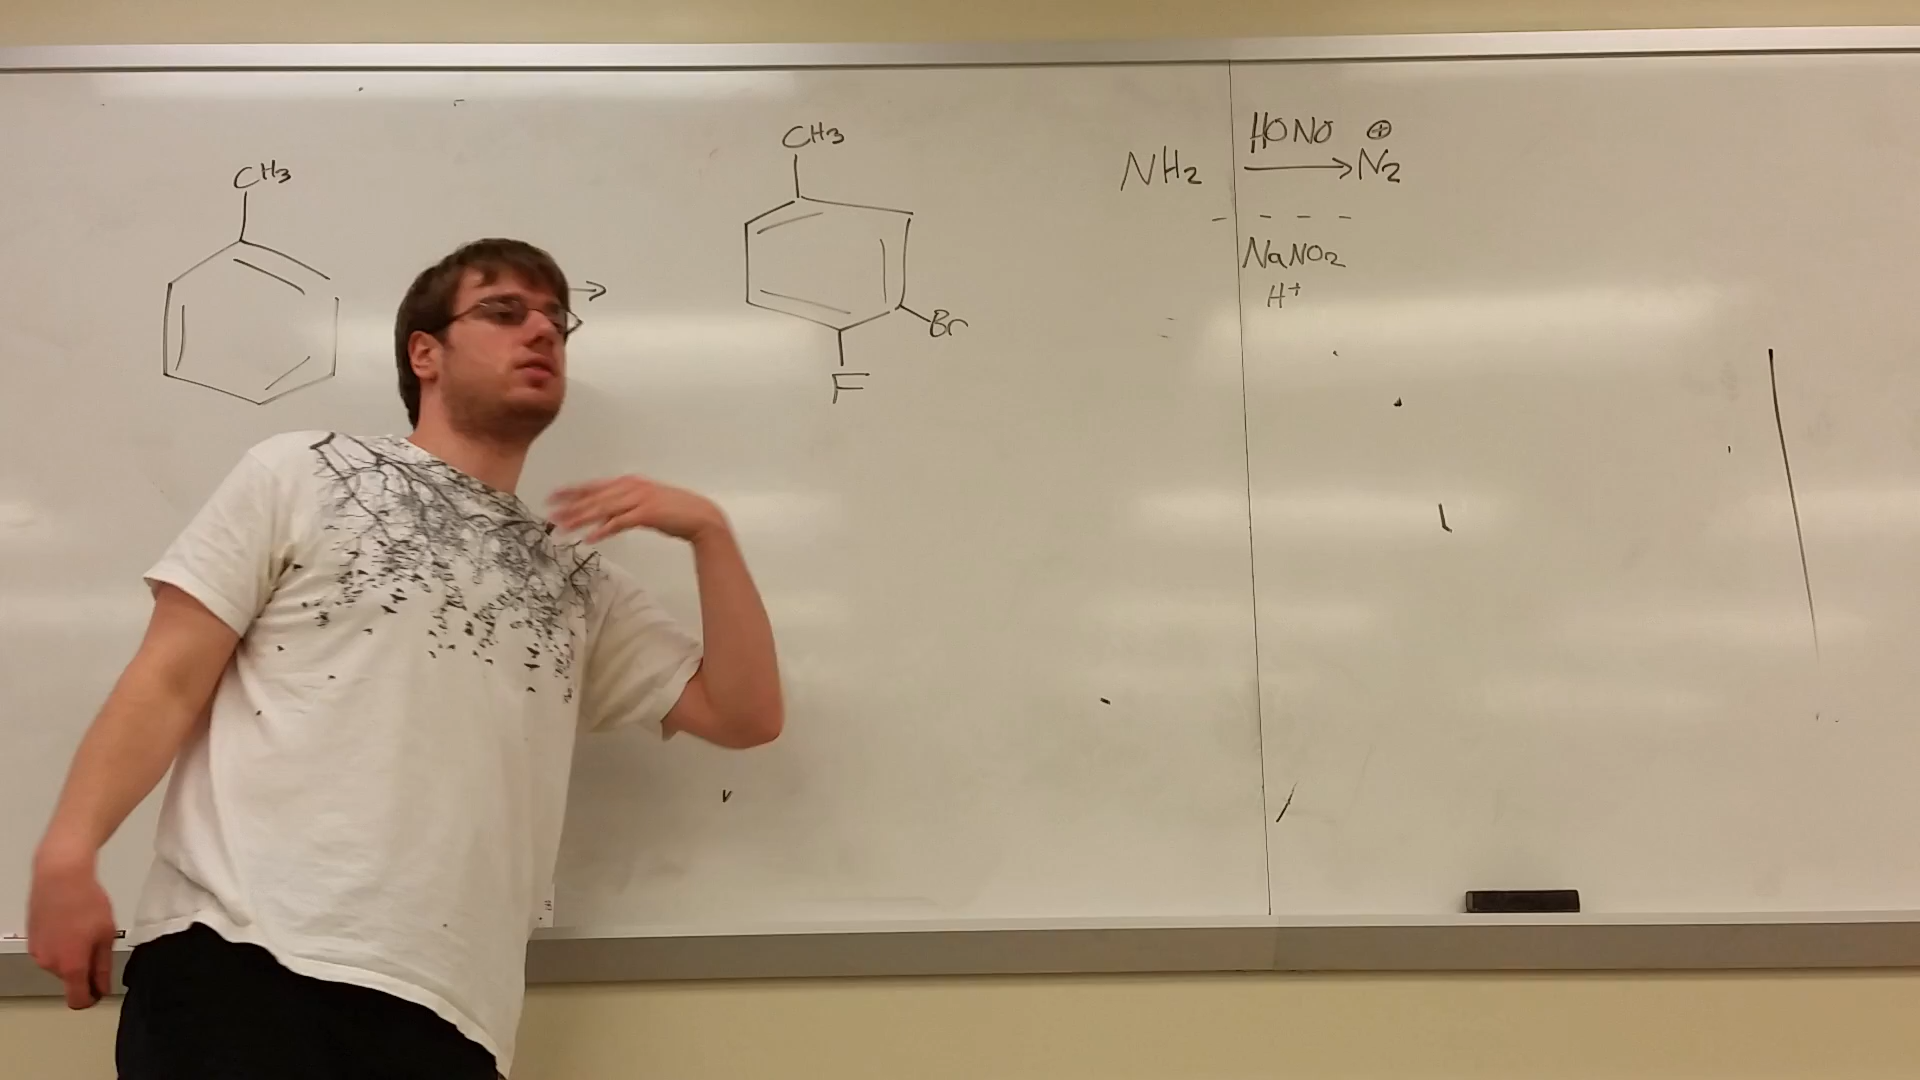 CH3
CH3
Br
F
HONO ⊕
NH2 → N2
NaNO2
H+